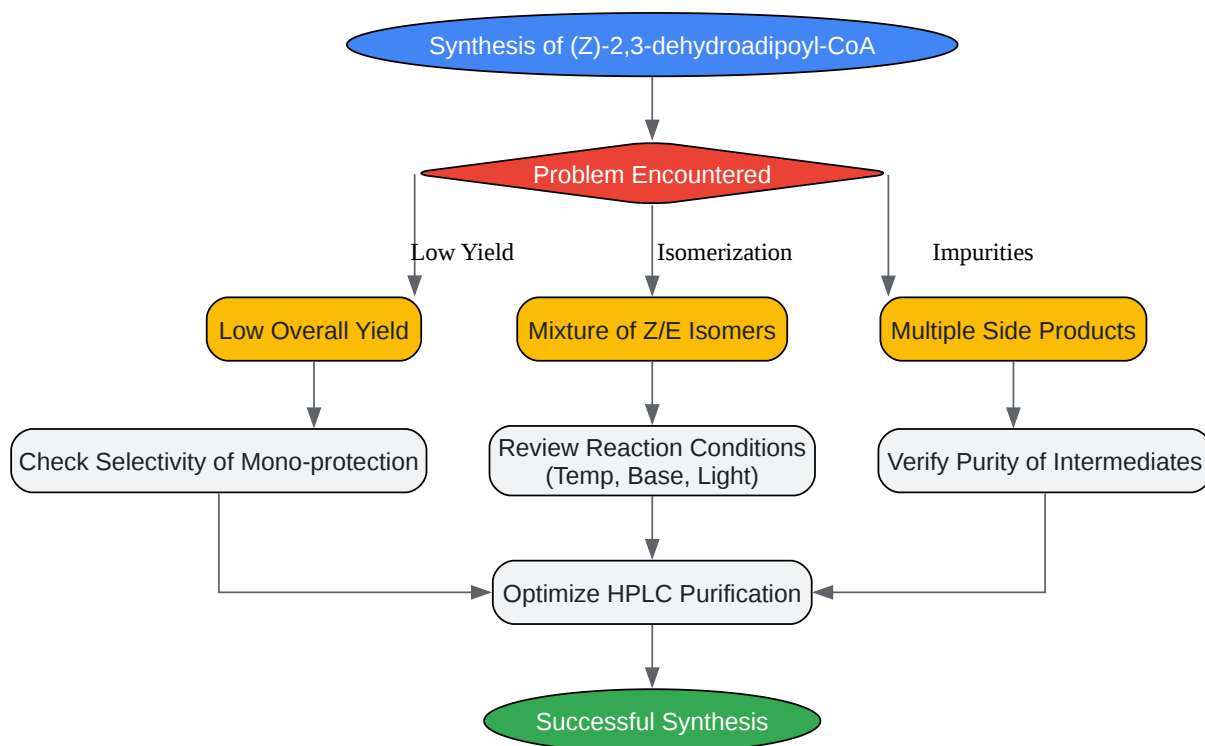 Synthesis of (Z)-2,3-dehydroadipoyl-CoA
Problem Encountered
Low Yield
Isomerization
Impurities
Low Overall Yield
Mixture of Z/E Isomers
Multiple Side Products
Check Selectivity of Mono-protection
Review Reaction Conditions
(Temp, Base, Light)
Verify Purity of Intermediates
Optimize HPLC Purification
Successful Synthesis